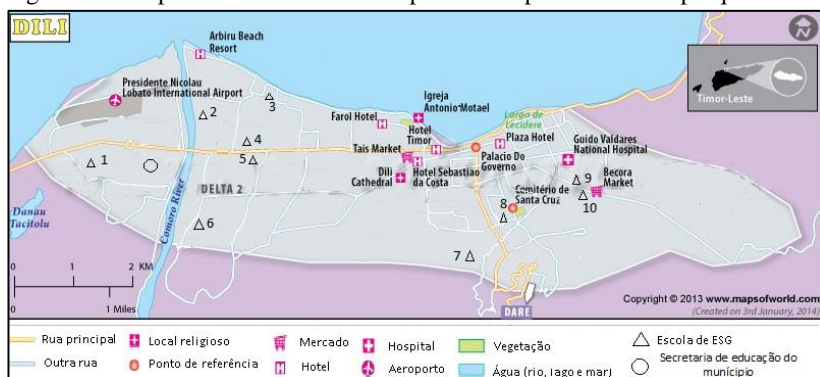 DILI
Arbiru Beach
Resort
Presidente Nicolau
Lobato International Airport
Igreja
Antonio-Motael
Farol Hotel
Hotel
Timor
Largo de
Lecidere
Plaza Hotel
Guido Valdares
National Hospital
Timor-Leste
Tais Market
Palacio Do
Governo
Dili
Cathedral
Hotel Sebastiao
da Costa
Cemitério de
Santa Cruz
Becora
Market
DELTA 2
Comoro River
Danau
Tacitolu
1
2
3
4
5
6
7
8
9
10
0 1 2 KM
0 1 Miles
DARE
Copyright © 2013 www.mapsofworld.com
(Created on 3rd January, 2014)
Rua principal
Local religioso
Mercado
Hospital
Vegetação
Escola de ESG
Outra rua
Ponto de referência
Hotel
Aeroporto
Água (rio, lago e mar)
Secretaria de educação do
município